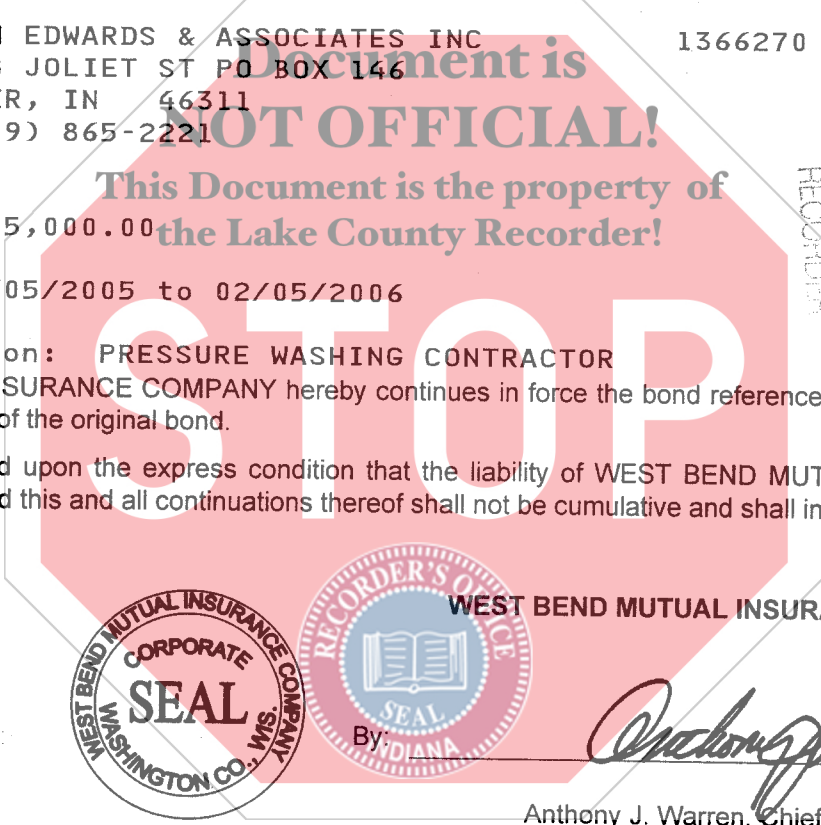 EDWARDS & ASSOCIATES INC 1366270
JOLIET ST PO BOX 146
ER, IN 46311
9) 865-2221
Document is
NOT OFFICIAL!
This Document is the property of
the Lake County Recorder!
5,000.00
05/2005 to 02/05/2006
STOP
on: PRESSURE WASHING CONTRACTOR
SURANCE COMPANY hereby continues in force the bond reference
of the original bond.
d upon the express condition that the liability of WEST BEND MUT
d this and all continuations thereof shall not be cumulative and shall in
WEST BEND MUTUAL INSURA
WEST BEND MUTUAL INSURANCE COMPANY
CORPORATE
SEAL
WASHINGTON CO., WIS.
RECORDER'S OFFICE
SEAL
INDIANA
By:
Anthony J. Warren, Chief